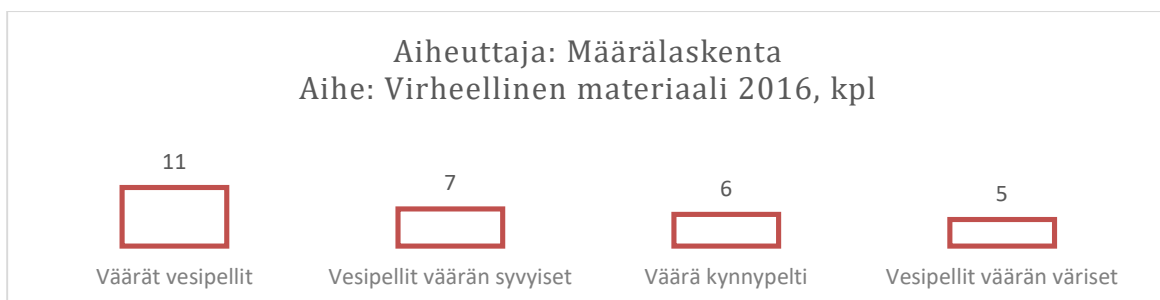 Aiheuttaja: Määrälaskenta
Aihe: Virheellinen materiaali 2016, kpl
11
7
6
5
Väärät vesipellit
Vesipellit väärän syvyiset
Väärä kynnypelti
Vesipellit väärän väriset